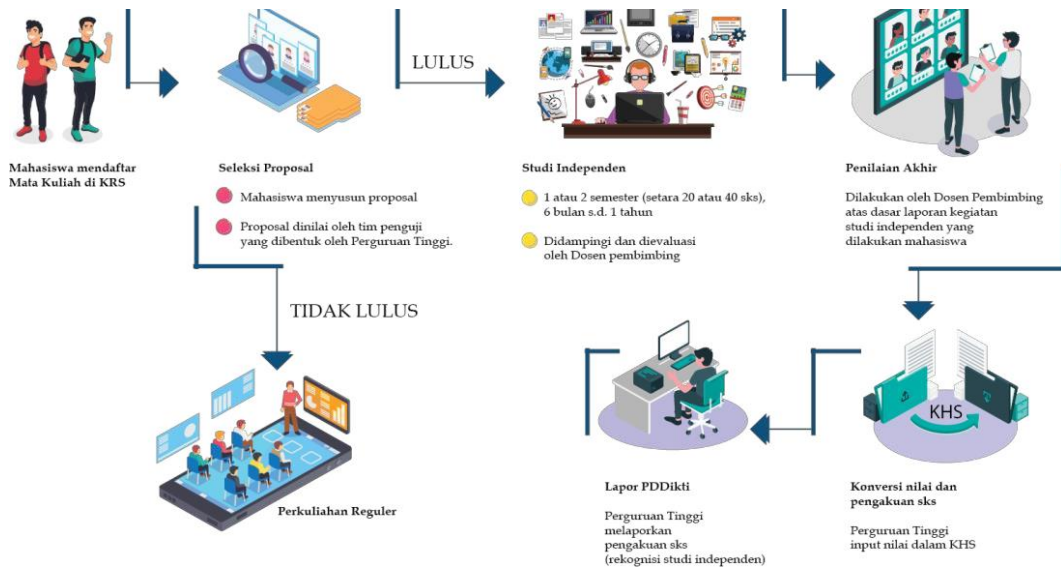 Mahasiswa mendaftar
Mata Kuliah di KRS
Seleksi Proposal
Mahasiswa menyusun proposal
Proposal dinilai oleh tim penguji
yang dibentuk oleh Perguruan Tinggi.
LULUS
Studi Independen
1 atau 2 semester (setara 20 atau 40 sks),
6 bulan s.d. 1 tahun
Didampingi dan dievaluasi
oleh Dosen pembimbing
Penilaian Akhir
Dilakukan oleh Dosen Pembimbing
atas dasar laporan kegiatan
studi independen yang
dilakukan mahasiswa
TIDAK LULUS
Perkuliahan Reguler
KHS
Konversi nilai dan
pengakuan sks
Perguruan Tinggi
input nilai dalam KHS
Lapor PDDikti
Perguruan Tinggi
melaporkan
pengakuan sks
(rekognisi studi independen)